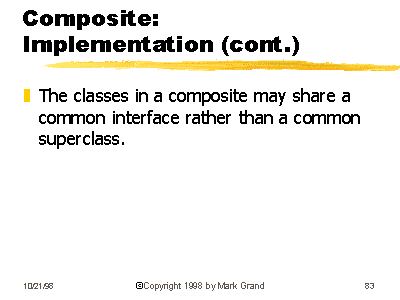 Composite:
Implementation (cont.)
The classes in a composite may share a
common interface rather than a common
superclass.
10/21/98 ©Copyright 1998 by Mark Grand 83